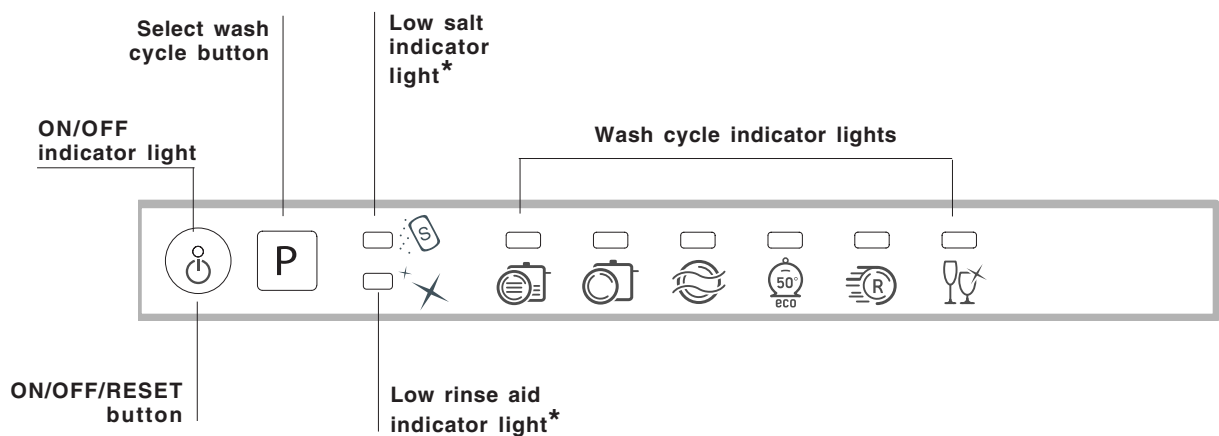 Select wash
cycle button
Low salt
indicator
light*
ON/OFF
indicator light
Wash cycle indicator lights
P
S
50°
eco
R
ON/OFF/RESET
button
Low rinse aid
indicator light*